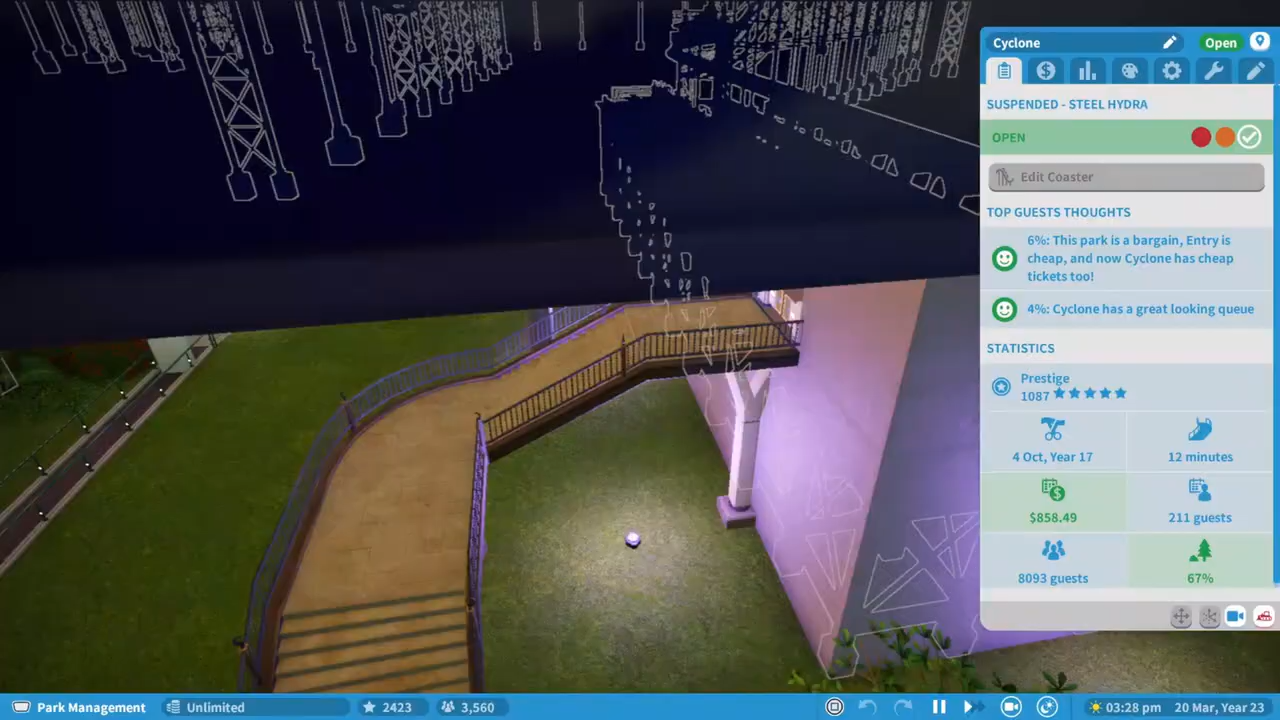 Cyclone
Open
SUSPENDED - STEEL HYDRA
OPEN
Edit Coaster
TOP GUESTS THOUGHTS
6%: This park is a bargain, Entry is
cheap, and now Cyclone has cheap
tickets too!
4%: Cyclone has a great looking queue
STATISTICS
Prestige
1087
4 Oct, Year 17
12 minutes
$858.49
211 guests
8093 guests
67%
Park Management
Unlimited
2423
3,560
03:28 pm
20 Mar, Year 23